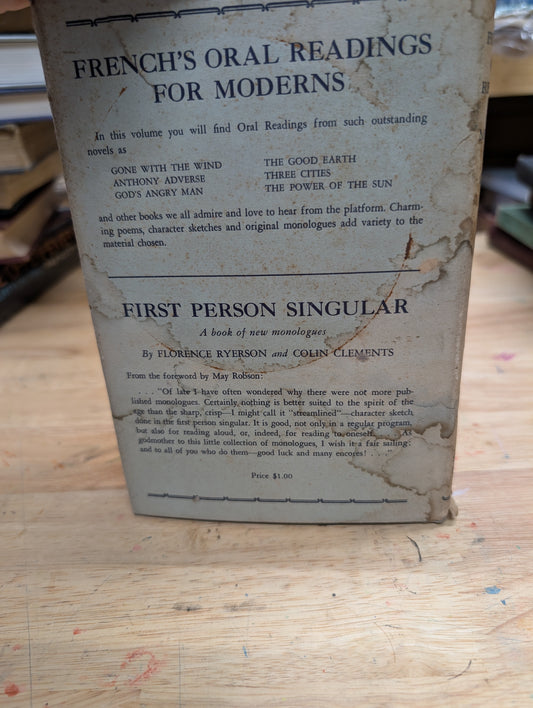 FRENCH'S ORAL READINGS
FOR MODERNS
In this volume you will find Oral Readings from such outstanding
novels as
GONE WITH THE WIND THE GOOD EARTH
ANTHONY ADVERSE THREE CITIES
GOD'S ANGRY MAN THE POWER OF THE SUN
and other books we all admire and love to hear from the platform. Charm-
ing poems, character sketches and original monologues add variety to the
material chosen.
FIRST PERSON SINGULAR
A book of new monologues
By FLORENCE RYERSON and COLIN CLEMENTS
From the foreword by May Robson:
. . . "Of late I have often wondered why there were not more pub-
lished monologues. Certainly nothing is better suited to the spirit of the
age than the sharp, crisp—I might call it "streamlined"—character sketch,
done in the first person singular. It is good, not only in a regular program,
but also for reading aloud, or, indeed, for reading to oneself. . . . As
godmother to this little collection of monologues, I wish it a fair sailing;
and to all of you who do them—good luck and many encores! . . .
Price $1.00